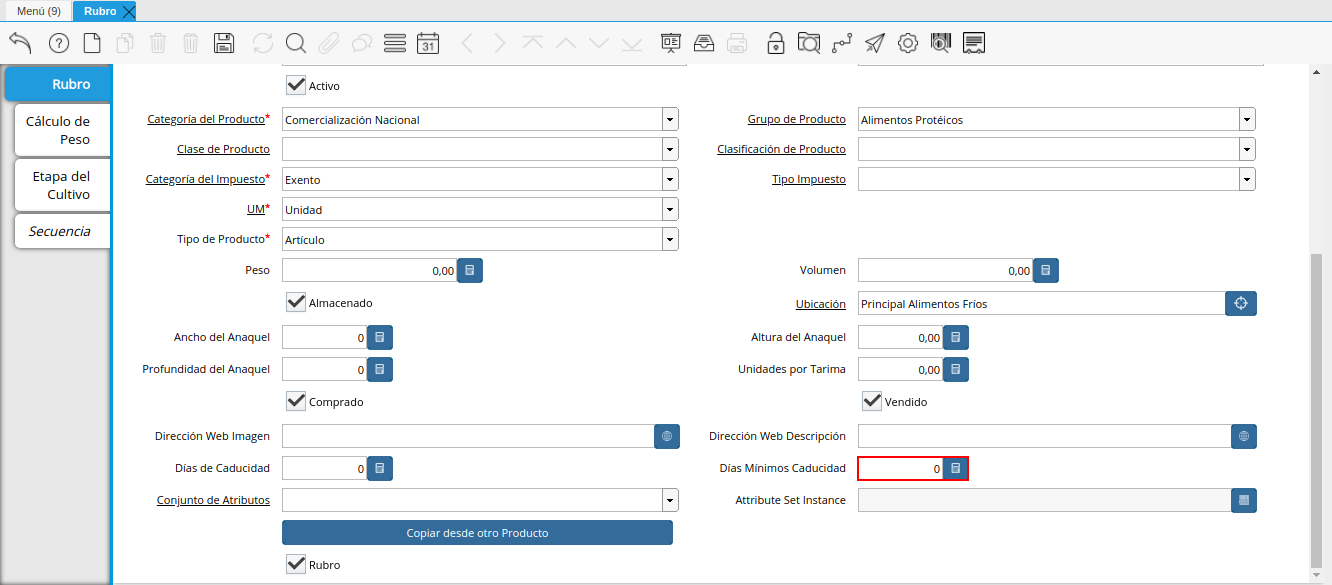 Menú (9)
Rubro
31
Rubro
Cálculo de
Peso
Etapa del
Cultivo
Secuencia
Activo
Categoría del Producto* Comercialización Nacional
Grupo de Producto Alimentos Protéicos
Clase de Producto
Clasificación de Producto
Categoría del Impuesto* Exento
Tipo Impuesto
UM* Unidad
Tipo de Producto* Artículo
Peso 0,00
Volumen 0,00
Almacenado
Ubicación Principal Alimentos Fríos
Ancho del Anaquel 0
Altura del Anaquel 0,00
Profundidad del Anaquel 0
Unidades por Tarima 0,00
Comprado
Vendido
Dirección Web Imagen
Dirección Web Descripción
Días de Caducidad 0
Días Mínimos Caducidad 0
Conjunto de Atributos
Attribute Set Instance
Copiar desde otro Producto
Rubro